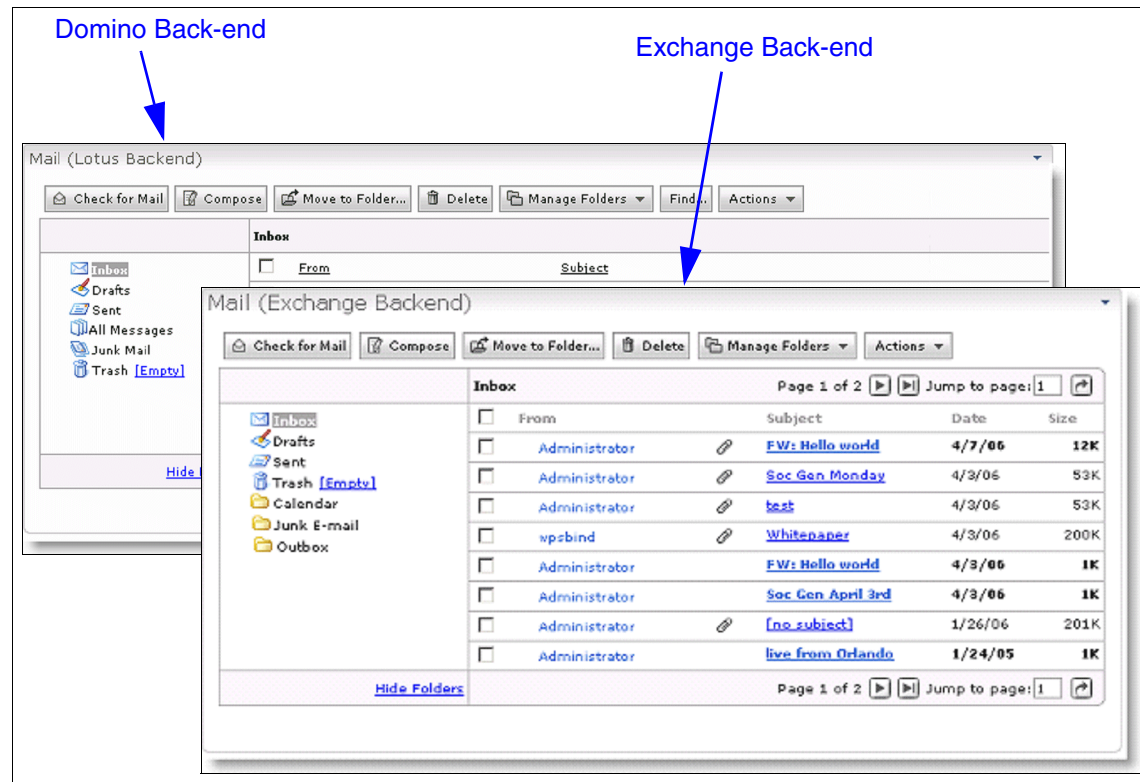 Domino Back-end
Exchange Back-end
Mail (Lotus Backend)
Check for Mail Compose Move to Folder... Delete Manage Folders Find... Actions
Inbox
From Subject
Inbox
Drafts
Sent
All Messages
Junk Mail
Trash [Empty]
Hide
Mail (Exchange Backend)
Check for Mail Compose Move to Folder... Delete Manage Folders Actions
Inbox Page 1 of 2 Jump to page: 1
From Subject Date Size
Inbox
Drafts
Sent
Trash [Empty]
Calendar
Junk E-mail
Outbox
Administrator FW: Hello world 4/7/06 12K
Administrator Soc Gen Monday 4/3/06 53K
Administrator test 4/3/06 53K
wpsbind Whitepaper 4/3/06 200K
Administrator FW: Hello world 4/3/06 1K
Administrator Soc Gen April 3rd 4/3/06 1K
Administrator [no subject] 1/26/06 201K
Administrator live from Orlando 1/24/05 1K
Hide Folders Page 1 of 2 Jump to page: 1